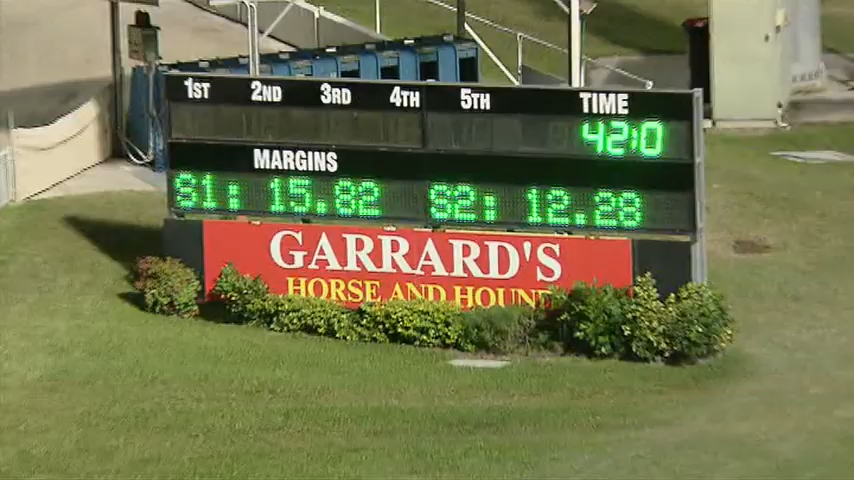 1ST 2ND 3RD 4TH 5TH TIME
42:0
MARGINS
S1: 15.82 S2: 12.28
GARRARD'S
HORSE AND HOUND